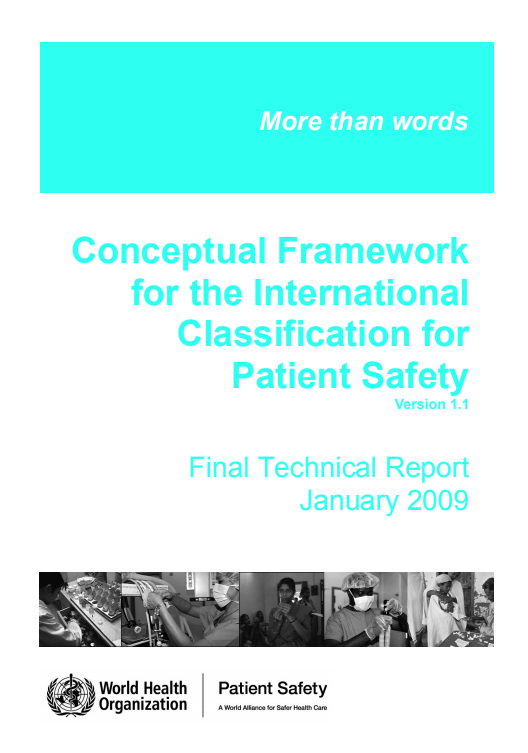 More than words
Conceptual Framework
for the International
Classification for
Patient Safety
Version 1.1
Final Technical Report
January 2009
World Health
Organization
Patient Safety
A World Alliance for Safer Health Care